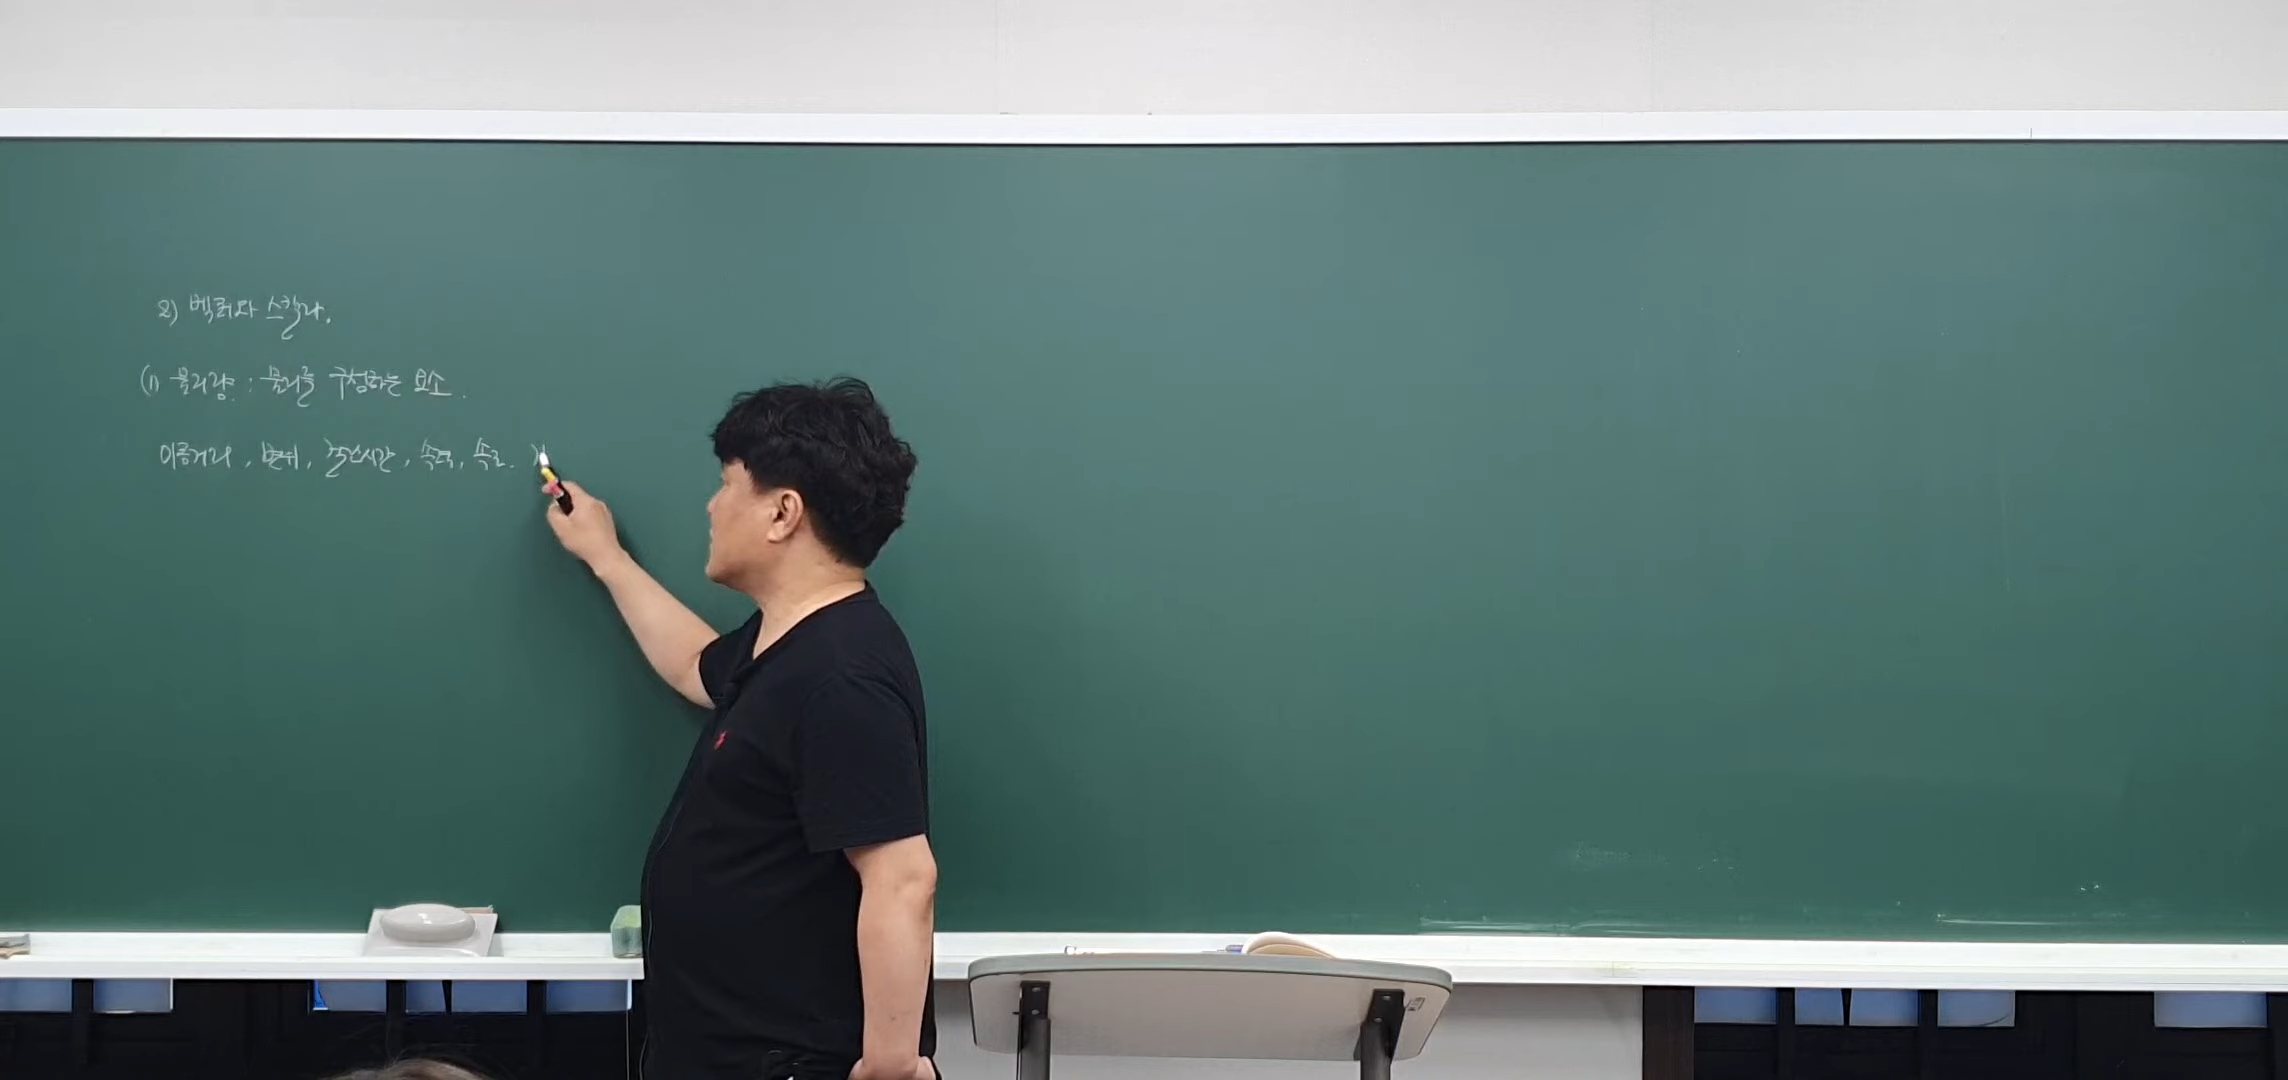 2) 벡터와 스칼라.
(1) 물리량 : 물리를 구성하는 요소.
이동거리, 변위, 걸린시간, 속력, 속도.